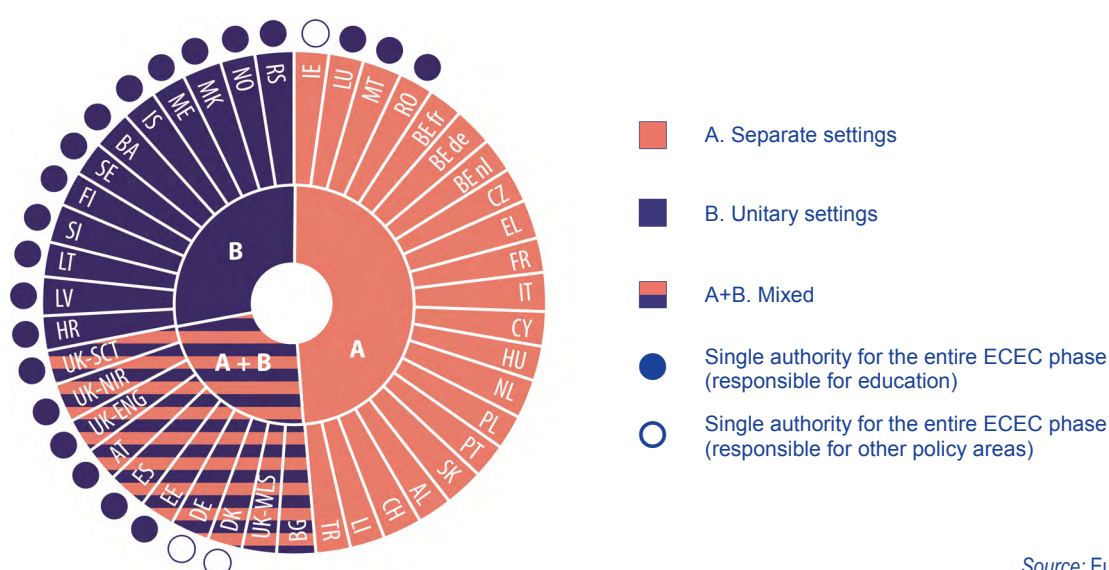 RS
IE
LU
MT
RO
BE fr
BE de
BE nl
CZ
EL
FR
IT
CY
HU
NL
PL
PT
SK
AL
CH
LI
TR
BG
UK-WLS
DK
DE
EE
ES
AT
UK-ENG
UK-NIR
UK-SCT
HR
LV
LT
SI
FI
SE
BA
IS
ME
MK
NO
B
A
A + B
A. Separate settings
B. Unitary settings
A+B. Mixed
Single authority for the entire ECEC phase
(responsible for education)
Single authority for the entire ECEC phase
(responsible for other policy areas)
Source: Eu